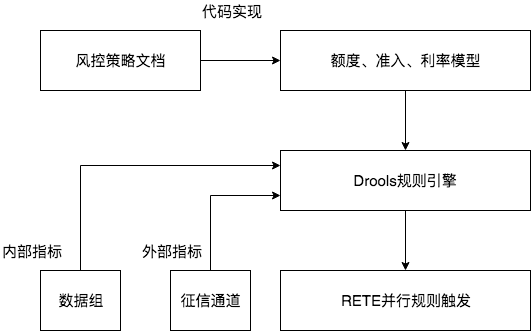 代码实现
风控策略文档
额度、准入、利率模型
Drools规则引擎
内部指标
外部指标
数据组
征信通道
RETE并行规则触发